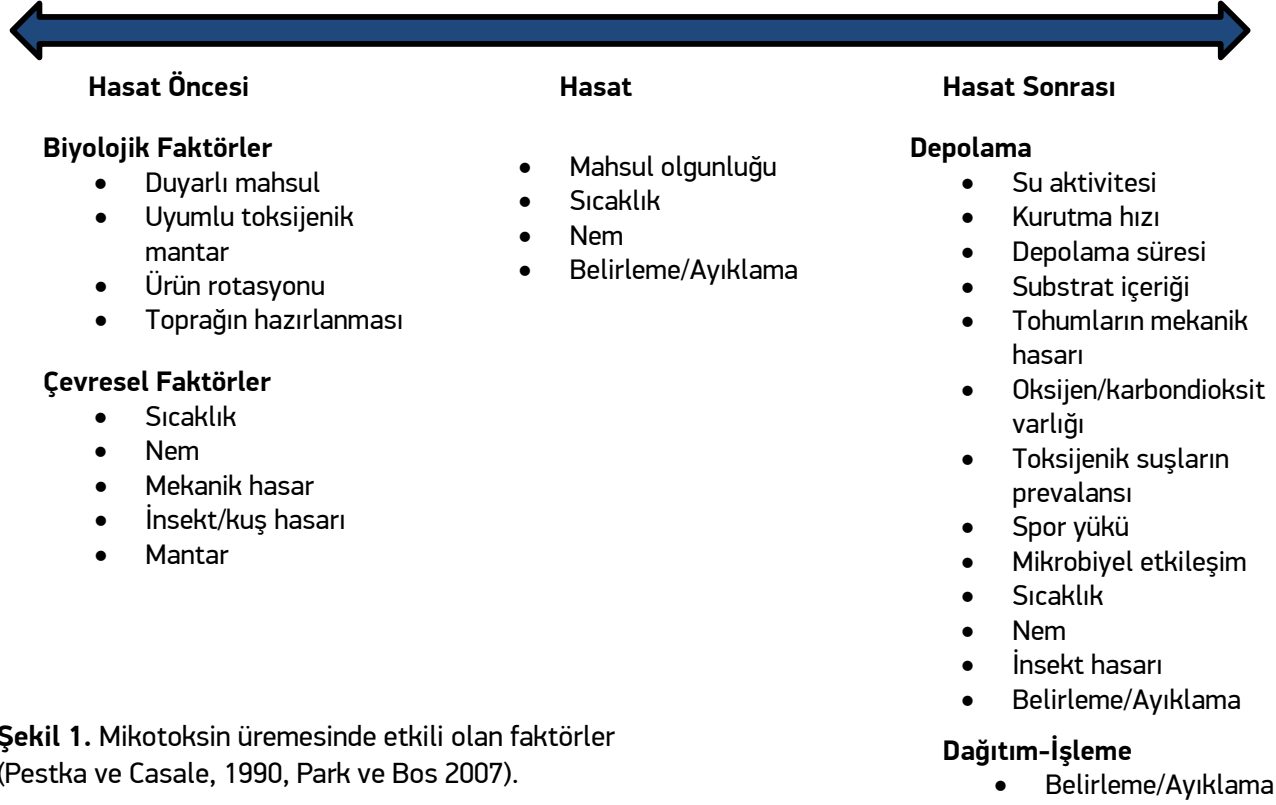 Hasat Öncesi
Biyolojik Faktörler
• Duyarlı mahsul
• Uyumlu toksijenik
mantar
• Ürün rotasyonu
• Toprağın hazırlanması
Çevresel Faktörler
• Sıcaklık
• Nem
• Mekanik hasar
• İnsekt/kuş hasarı
• Mantar
Hasat
• Mahsul olgunluğu
• Sıcaklık
• Nem
• Belirleme/Ayıklama
Hasat Sonrası
Depolama
• Su aktivitesi
• Kurutma hızı
• Depolama süresi
• Substrat içeriği
• Tohumların mekanik
hasarı
• Oksijen/karbondioksit
varlığı
• Toksijenik suşların
prevalansı
• Spor yükü
• Mikrobiyel etkileşim
• Sıcaklık
• Nem
• İnsekt hasarı
• Belirleme/Ayıklama
Dağıtım-İşleme
• Belirleme/Ayıklama
Şekil 1. Mikotoksin üremesinde etkili olan faktörler
(Pestka ve Casale, 1990, Park ve Bos 2007).